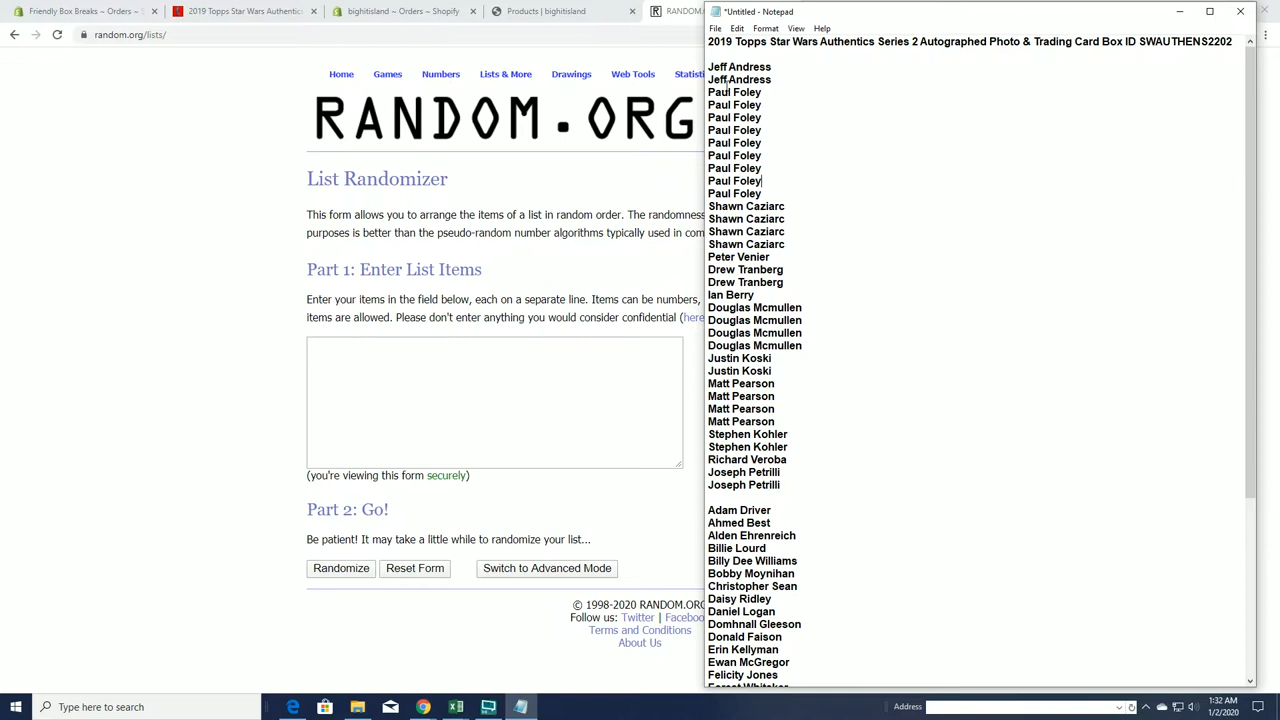 Friendly Box Breaks ~ Orders ~ S
2019 Topps Star Wars Authentics
bighitisland ~ Orders ~ Shopify
Products | bighitisland
RANDOM.
random.org/lists/
Home
Games
Numbers
Lists & More
Drawings
Web Tools
Statisti
RANDOM.ORG
List Randomizer
This form allows you to arrange the items of a list in random order. The randomness
purposes is better than the pseudo-random number algorithms typically used in com
Part 1: Enter List Items
Enter your items in the field below, each on a separate line. Items can be numbers,
items are allowed. Please don't enter anything you would consider confidential (here
(you're viewing this form securely)
Part 2: Go!
Be patient! It may take a little while to randomize your list...
Randomize
Reset Form
Switch to Advanced Mode
© 1998-2020 RANDOM.ORG
Follow us: Twitter | Faceboo
Terms and Conditions
About Us
*Untitled - Notepad
File
Edit
Format
View
Help
2019 Topps Star Wars Authentics Series 2 Autographed Photo & Trading Card Box ID SWAUTHENS2202
Jeff Andress
Jeff Andress
Paul Foley
Paul Foley
Paul Foley
Paul Foley
Paul Foley
Paul Foley
Paul Foley
Paul Foley
Paul Foley
Shawn Caziarc
Shawn Caziarc
Shawn Caziarc
Shawn Caziarc
Peter Venier
Drew Tranberg
Drew Tranberg
Ian Berry
Douglas Mcmullen
Douglas Mcmullen
Douglas Mcmullen
Douglas Mcmullen
Justin Koski
Justin Koski
Matt Pearson
Matt Pearson
Matt Pearson
Matt Pearson
Stephen Kohler
Stephen Kohler
Richard Veroba
Joseph Petrilli
Joseph Petrilli
Adam Driver
Ahmed Best
Alden Ehrenreich
Billie Lourd
Billy Dee Williams
Bobby Moynihan
Christopher Sean
Daisy Ridley
Daniel Logan
Domhnall Gleeson
Donald Faison
Erin Kellyman
Ewan McGregor
Felicity Jones
Forest Whitaker
Type here to search
Address
1:32 AM
1/2/2020